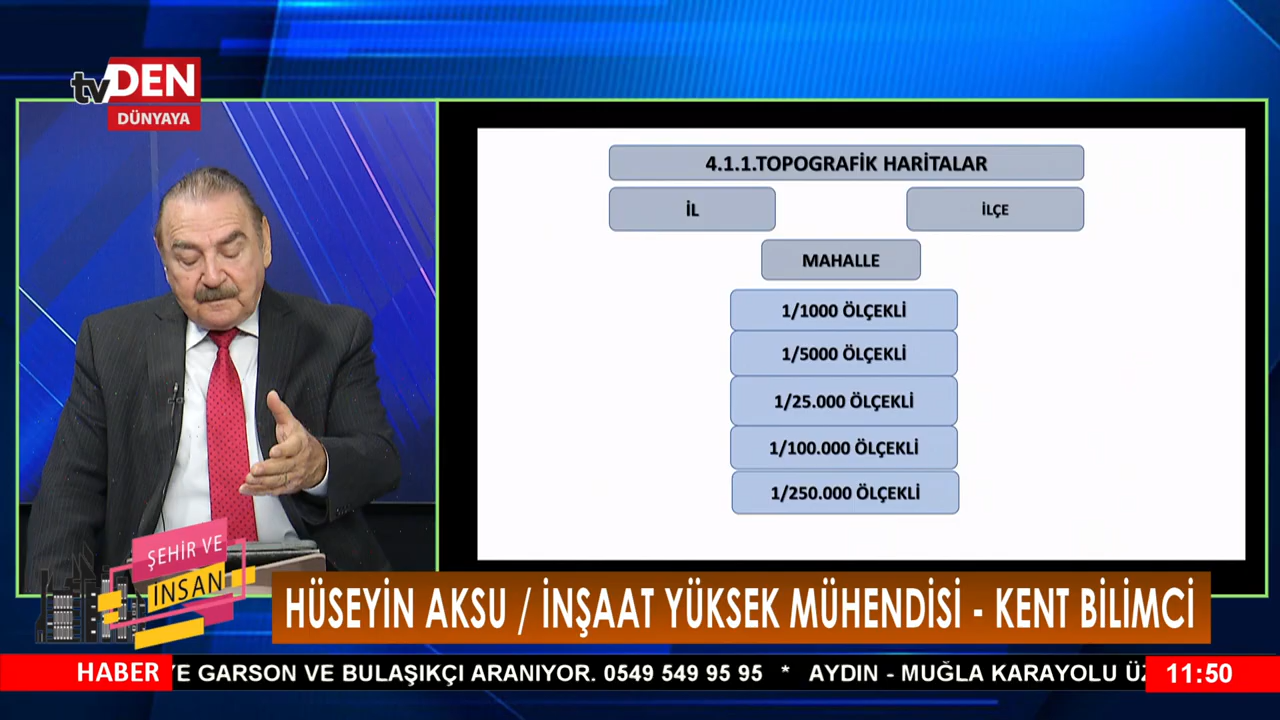 tvDEN
DÜNYAYA
4.1.1.TOPOGRAFİK HARİTALAR
İL
İLÇE
MAHALLE
1/1000 ÖLÇEKLİ
1/5000 ÖLÇEKLİ
1/25.000 ÖLÇEKLİ
1/100.000 ÖLÇEKLİ
1/250.000 ÖLÇEKLİ
ŞEHİR VE
İNSAN
HÜSEYİN AKSU / İNŞAAT YÜKSEK MÜHENDİSİ - KENT BİLİMCİ
HABER
YE GARSON VE BULAŞIKÇI ARANIYOR. 0549 549 95 95 * AYDIN - MUĞLA KARAYOLU ÜZ
11:50